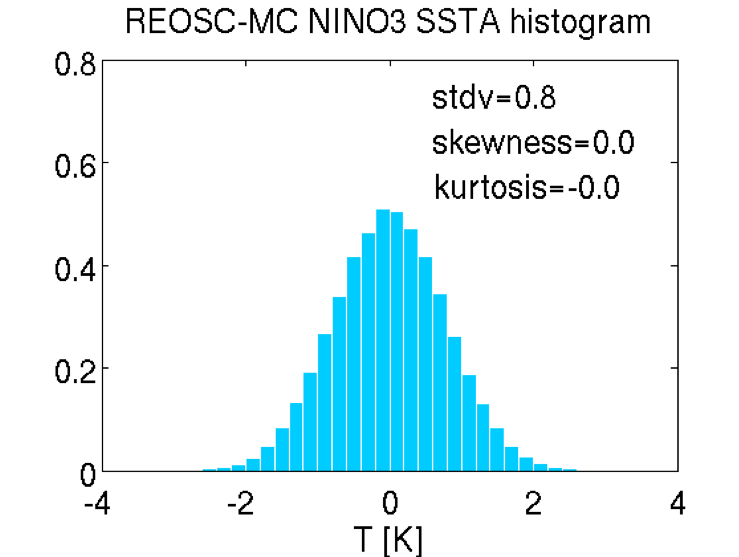 REOSC-MC NINO3 SSTA histogram
stdv=0.8
skewness=0.0
kurtosis=-0.0
0.8
0.6
0.4
0.2
0
-4 -2 0 2 4
T [K]